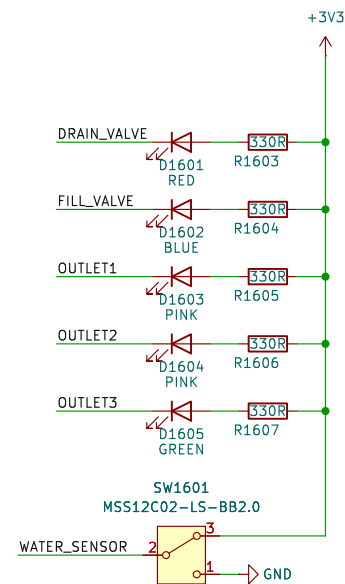 +3V3
DRAIN_VALVE
330R
D1601
R1603
RED
FILL_VALVE
330R
D1602
R1604
BLUE
OUTLET1
330R
D1603
R1605
PINK
OUTLET2
330R
D1604
R1606
PINK
OUTLET3
330R
D1605
R1607
GREEN
SW1601
MSS12C02-LS-BB2.0
3
WATER_SENSOR
2
1
GND